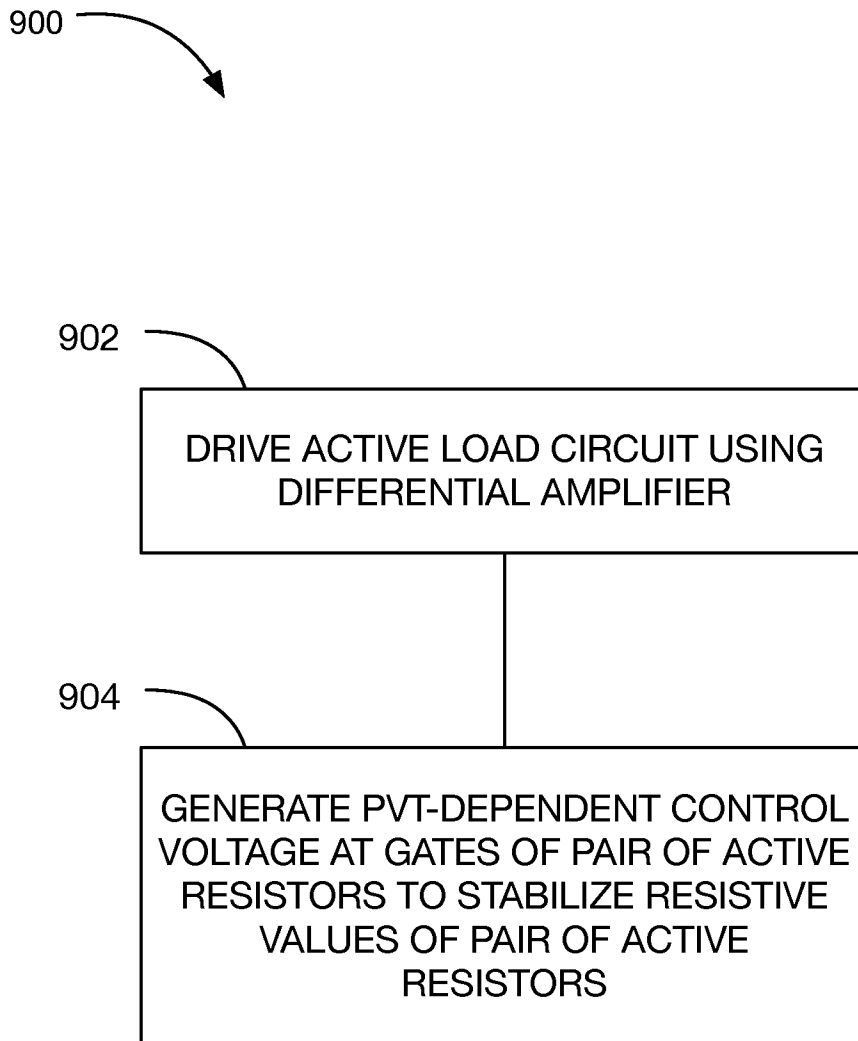 900
902
DRIVE ACTIVE LOAD CIRCUIT USING
DIFFERENTIAL AMPLIFIER
904
GENERATE PVT-DEPENDENT CONTROL
VOLTAGE AT GATES OF PAIR OF ACTIVE
RESISTORS TO STABILIZE RESISTIVE
VALUES OF PAIR OF ACTIVE
RESISTORS